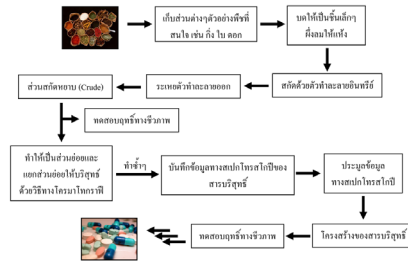 เก็บส่วนต่างๆตัวอย่างพืชที่
สนใจ เช่น กิ่ง ใบ ดอก
บดให้เป็นชิ้นเล็กๆ
ผึ่งลมให้แห้ง
สกัดด้วยตัวทำละลายอินทรีย์
ระเหยตัวทำละลายออก
ส่วนสกัดหยาบ (Crude)
ทดสอบฤทธิ์ทางชีวภาพ
ทำให้เป็นส่วนย่อยและ
แยกส่วนย่อยให้บริสุทธิ์
ด้วยวิธีทางโครมาโทกราฟี
ทำซ้ำๆ
บันทึกข้อมูลทางสเปกโทรสโกปีของ
สารบริสุทธิ์
ประมูลข้อมูล
ทางสเปกโทรสโกปี
โครงสร้างของสารบริสุทธิ์
ทดสอบฤทธิ์ทางชีวภาพ